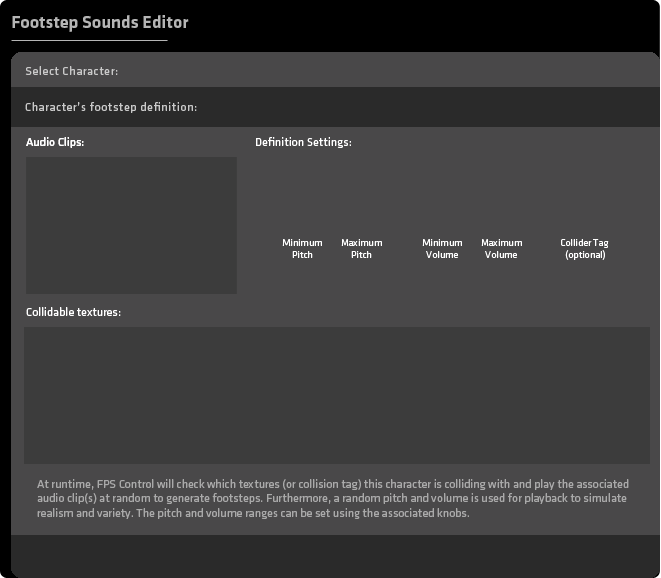 Footstep Sounds Editor
Select Character:
Character's footstep definition:
Audio Clips:
Definition Settings:
Minimum
Pitch
Maximum
Pitch
Minimum
Volume
Maximum
Volume
Collider Tag
(optional)
Collidable textures:
At runtime, FPS Control will check which textures (or collision tag) this character is colliding with and play the associated
audio clip(s) at random to generate footsteps. Furthermore, a random pitch and volume is used for playback to simulate
realism and variety. The pitch and volume ranges can be set using the associated knobs.